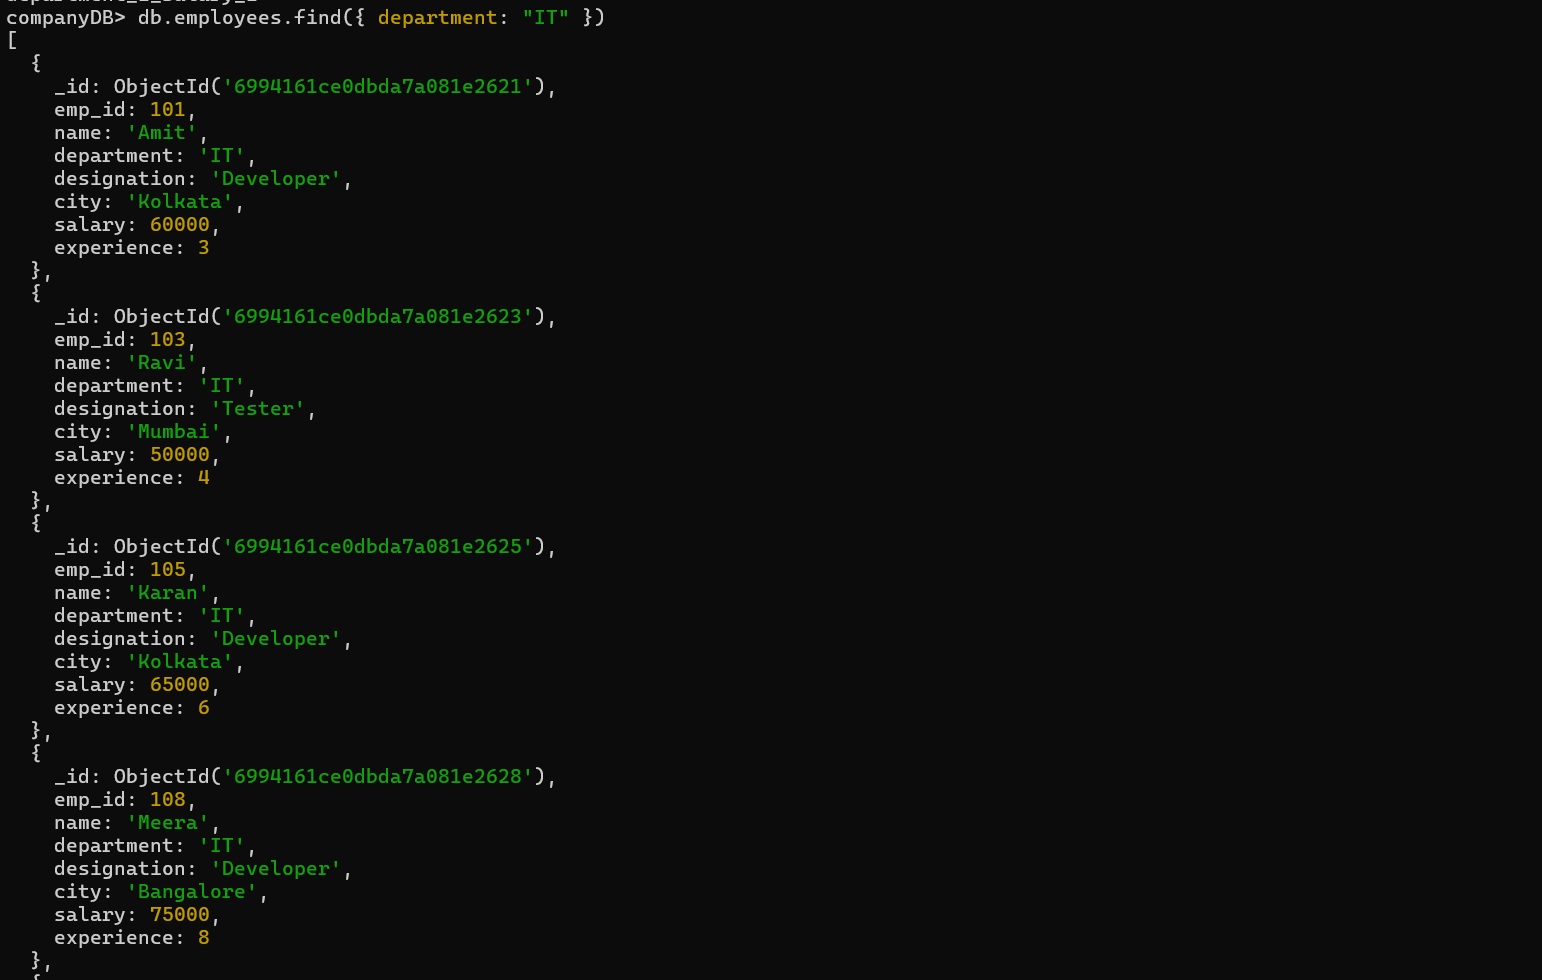 companyDB> db.employees.find({ department: "IT" })
[
  {
    _id: ObjectId('6994161ce0dbda7a081e2621'),
    emp_id: 101,
    name: 'Amit',
    department: 'IT',
    designation: 'Developer',
    city: 'Kolkata',
    salary: 60000,
    experience: 3
  },
  {
    _id: ObjectId('6994161ce0dbda7a081e2623'),
    emp_id: 103,
    name: 'Ravi',
    department: 'IT',
    designation: 'Tester',
    city: 'Mumbai',
    salary: 50000,
    experience: 4
  },
  {
    _id: ObjectId('6994161ce0dbda7a081e2625'),
    emp_id: 105,
    name: 'Karan',
    department: 'IT',
    designation: 'Developer',
    city: 'Kolkata',
    salary: 65000,
    experience: 6
  },
  {
    _id: ObjectId('6994161ce0dbda7a081e2628'),
    emp_id: 108,
    name: 'Meera',
    department: 'IT',
    designation: 'Developer',
    city: 'Bangalore',
    salary: 75000,
    experience: 8
  },
  {